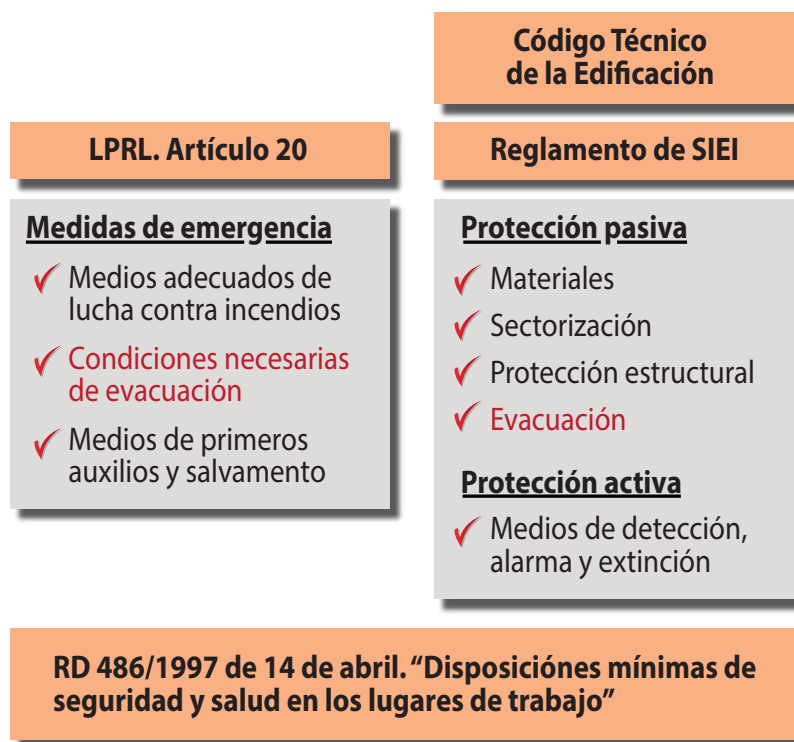 Código Técnico
de la Edificación
LPRL. Artículo 20
Reglamento de SIEI
Medidas de emergencia
Medios adecuados de
lucha contra incendios
Condiciones necesarias
de evacuación
Medios de primeros
auxilios y salvamento
Protección pasiva
Materiales
Sectorización
Protección estructural
Evacuación
Protección activa
Medios de detección,
alarma y extinción
RD 486/1997 de 14 de abril. “Disposiciónes mínimas de
seguridad y salud en los lugares de trabajo”